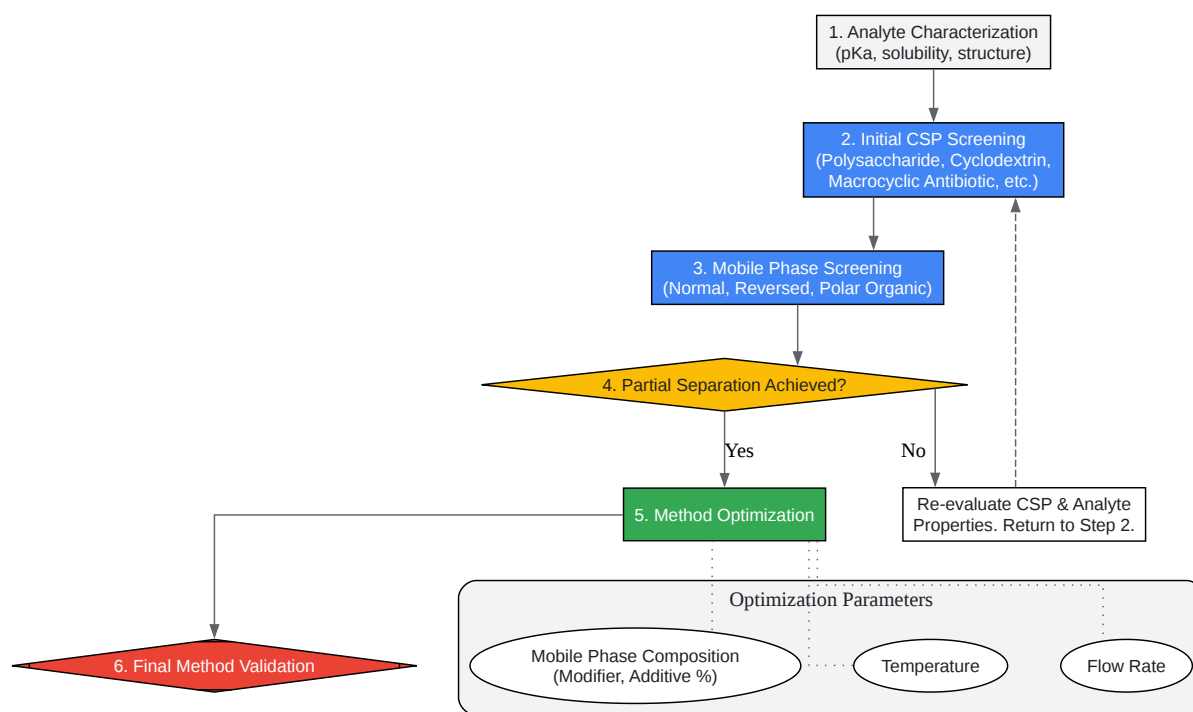 1. Analyte Characterization
(pKa, solubility, structure)
2. Initial CSP Screening
(Polysaccharide, Cyclodextrin,
Macrocyclic Antibiotic, etc.)
3. Mobile Phase Screening
(Normal, Reversed, Polar Organic)
4. Partial Separation Achieved?
Yes
No
5. Method Optimization
Re-evaluate CSP & Analyte
Properties. Return to Step 2.
Optimization Parameters
6. Final Method Validation
Mobile Phase Composition
(Modifier, Additive %)
Temperature
Flow Rate